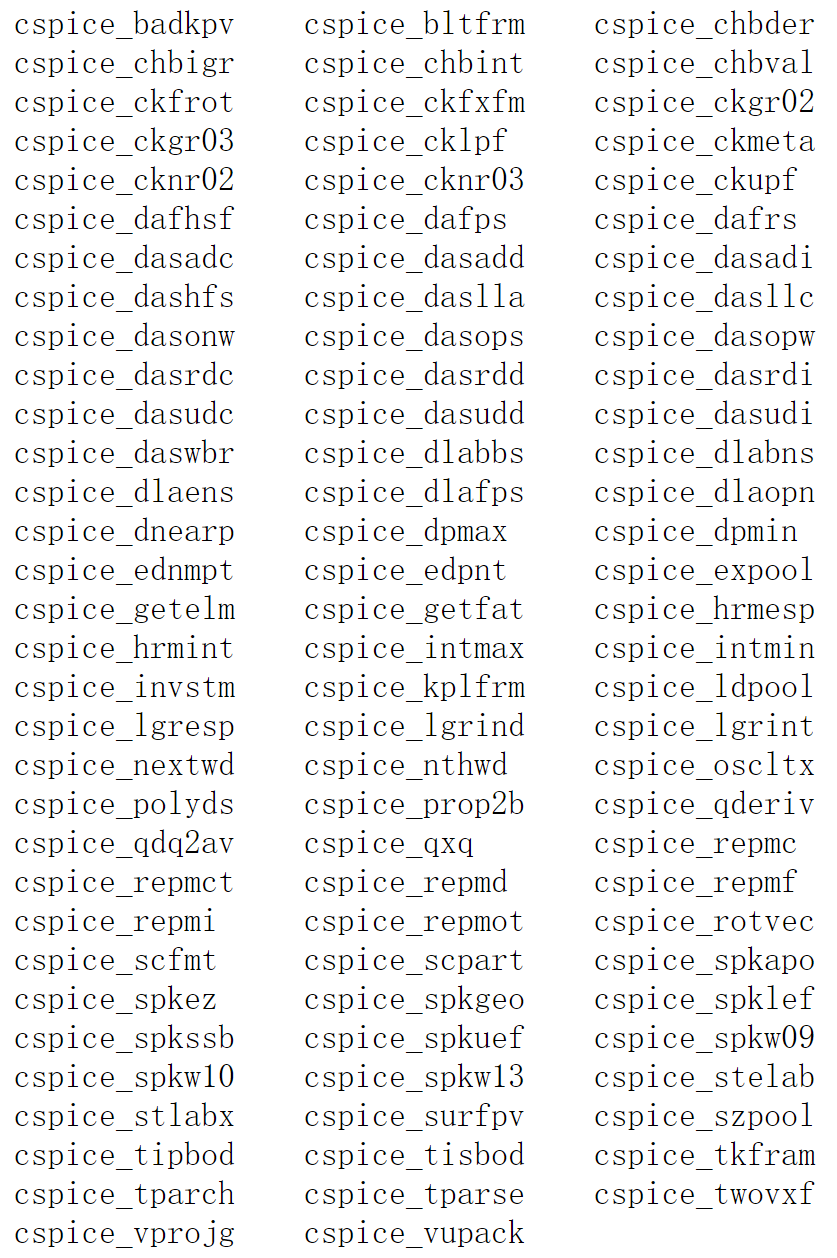 cspice_badkpv cspice_bltfrm cspice_chbder
cspice_chbigr cspice_chbint cspice_chbval
cspice_ckfrot cspice_ckfxfm cspice_ckgr02
cspice_ckgr03 cspice_cklpf cspice_ckmeta
cspice_cknr02 cspice_cknr03 cspice_ckupf
cspice_dafhsf cspice_dafps cspice_dafrs
cspice_dasadc cspice_dasadd cspice_dasadi
cspice_dashfs cspice_daslla cspice_dasllc
cspice_dasonw cspice_dasops cspice_dasopw
cspice_dasrdc cspice_dasrdd cspice_dasrdi
cspice_dasudc cspice_dasudd cspice_dasudi
cspice_daswbr cspice_dlabbs cspice_dlabns
cspice_dlaens cspice_dlafps cspice_dlaopn
cspice_dnearp cspice_dpmax cspice_dpmin
cspice_ednmpt cspice_edpnt cspice_expool
cspice_getelm cspice_getfat cspice_hrmesp
cspice_hrmint cspice_intmax cspice_intmin
cspice_invstm cspice_kplfrm cspice_ldpool
cspice_lgresp cspice_lgrind cspice_lgrint
cspice_nextwd cspice_nthwd cspice_oscltx
cspice_polyds cspice_prop2b cspice_qderiv
cspice_qdq2av cspice_qxq cspice_repmc
cspice_repmct cspice_repmd cspice_repmf
cspice_repmi cspice_repmot cspice_rotvec
cspice_scfmt cspice_scpart cspice_spkapo
cspice_spkez cspice_spkgeo cspice_spklef
cspice_spkssb cspice_spkuef cspice_spkw09
cspice_spkw10 cspice_spkw13 cspice_stelab
cspice_stlabx cspice_surfpv cspice_szpool
cspice_tipbod cspice_tisbod cspice_tkfram
cspice_tparch cspice_tparse cspice_twovxf
cspice_vprojg cspice_vupack